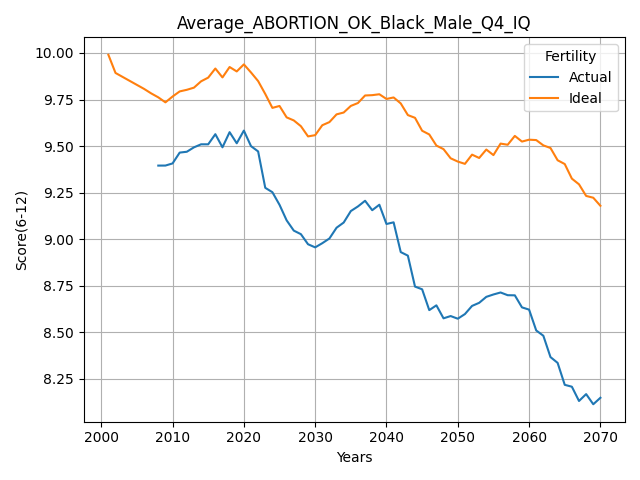 Average_ABORTION_OK_Black_Male_Q4_IQ
Fertility
Actual
Ideal
Score(6-12)
10.00
9.75
9.50
9.25
9.00
8.75
8.50
8.25
2000 2010 2020 2030 2040 2050 2060 2070
Years